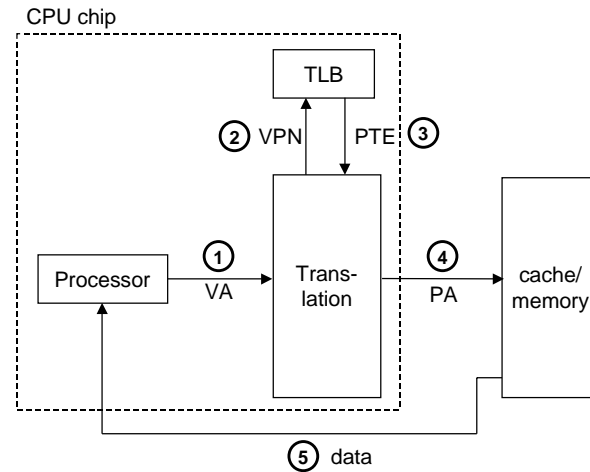 CPU chip
TLB
2 VPN
PTE 3
1
Processor
VA
Trans-
lation
4
PA
cache/
memory
5 data